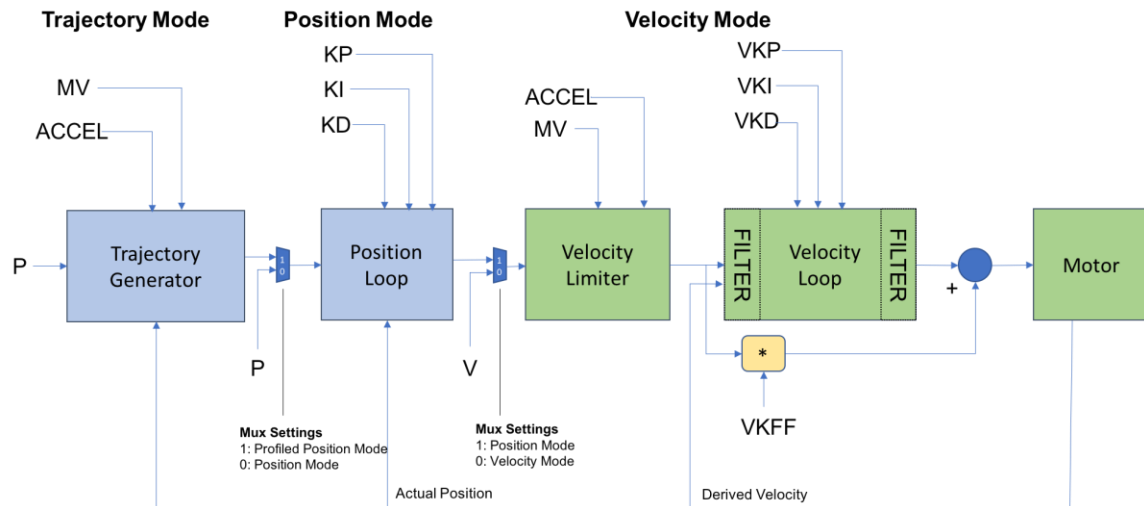 Trajectory Mode
Position Mode
Velocity Mode
MV
ACCEL
KP
KI
KD
ACCEL
MV
VKP
VKI
VKD
P
Trajectory
Generator
1
0
P
Position
Loop
1
0
V
Velocity
Limiter
FILTER
Velocity
Loop
FILTER
+
Motor
*
VKFF
Mux Settings
1: Profiled Position Mode
0: Position Mode
Mux Settings
1: Position Mode
0: Velocity Mode
Actual Position
Derived Velocity